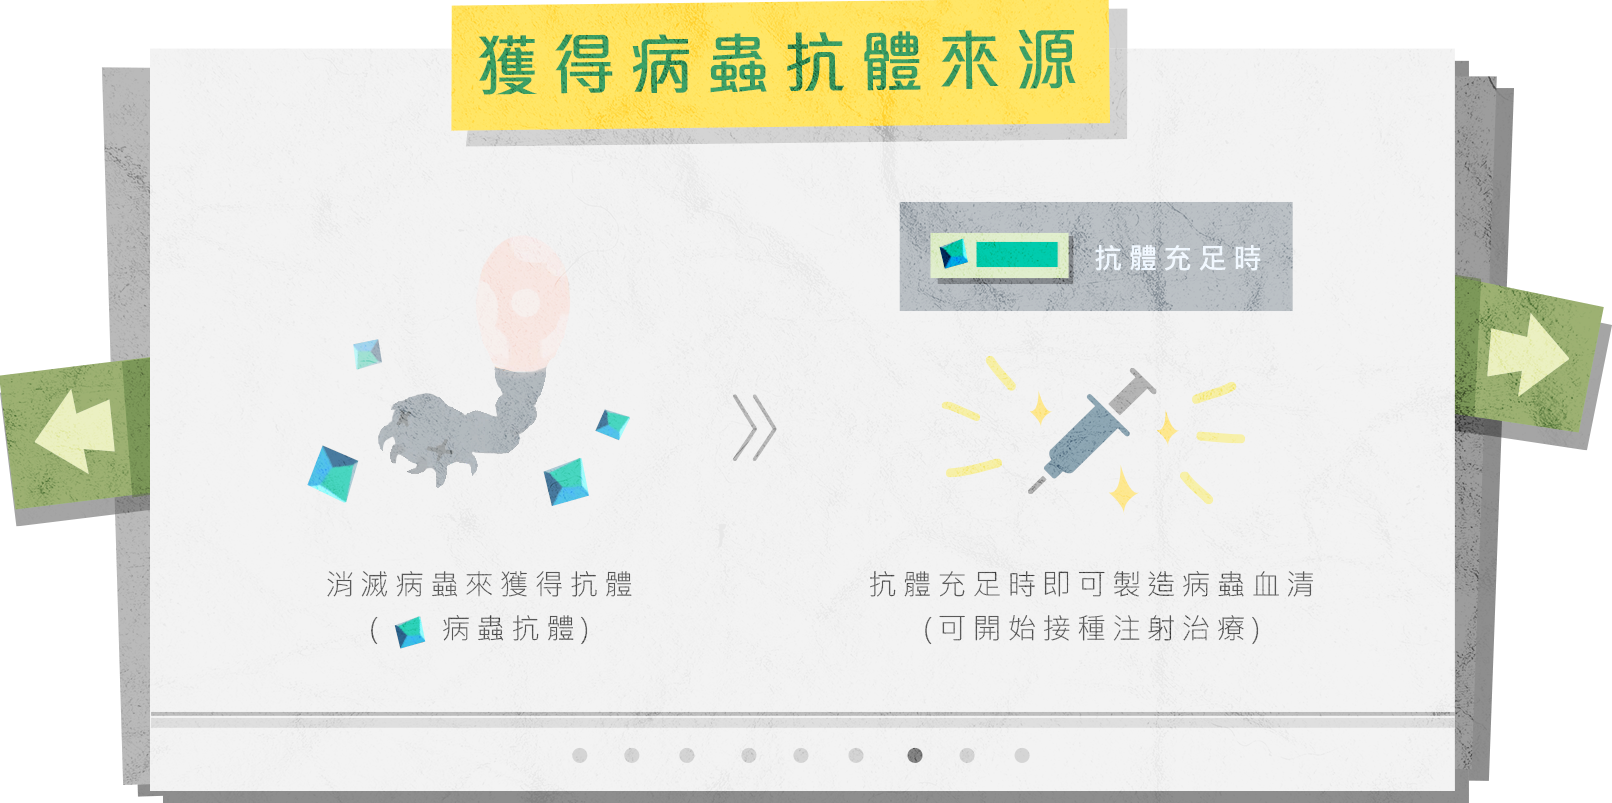 獲得病蟲抗體來源
抗體充足時
消滅病蟲來獲得抗體
( 病蟲抗體)
抗體充足時即可製造病蟲血清
(可開始接種注射治療)